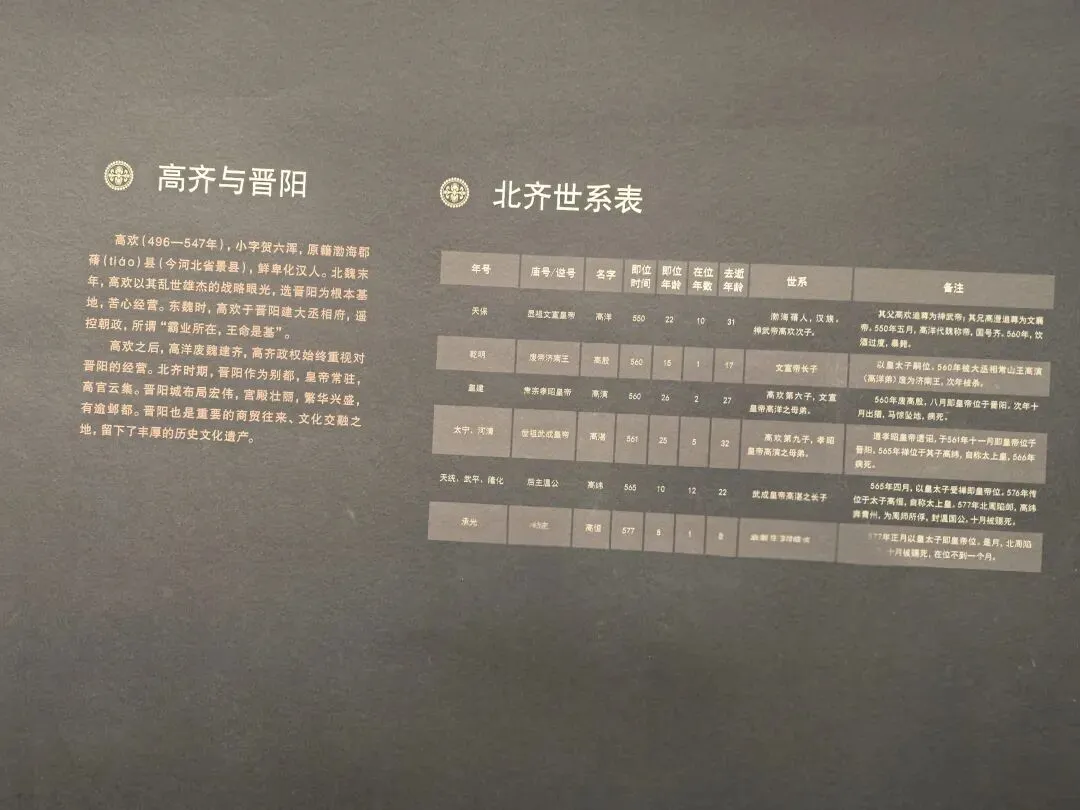 高齐与晋阳
高欢(496—547年)，小字贺六浑，原籍渤海郡
蓨(tiáo)县(今河北省景县)，鲜卑化汉人。北魏末
年，高欢以其乱世雄杰的战略眼光，选晋阳为根本基
地，苦心经营。东魏时，高欢于晋阳建大丞相府，遥
控朝政，所谓“霸业所在，王命是基”。
高欢之后，高洋废魏建齐，高齐政权始终重视对
晋阳的经营。北齐时期，晋阳作为别都，皇帝常驻，
高官云集。晋阳城布局宏伟，宫殿壮丽，繁华兴盛，
有逾邺都。晋阳也是重要的商贸往来、文化交融之
地，留下了丰厚的历史文化遗产。
北齐世系表
年号 庙号/谥号 名字 即位时间 即位年龄 在位年数 去逝年龄 世系 备注
天保 显祖文宣皇帝 高洋 550 22 10 31 渤海蓨人，汉族，
神武帝高欢次子。
其父高欢追尊为神武帝；其兄高澄追尊为文襄
帝。550年五月，高洋代魏称帝，国号齐。560年，饮
酒过度，暴毙。
乾明 废帝济南王 高殷 560 15 1 17 文宣帝长子
以皇太子嗣位。560年被大丞相常山王高演
(高洋弟)废为济南王，次年被杀。
皇建 肃宗孝昭皇帝 高演 560 26 2 27 高欢第六子，文宣
皇帝高洋之母弟。
560年废高殷，八月即皇帝位于晋阳。次年十
月出猎，马惊坠地，病死。
太宁、河清 世祖武成皇帝 高湛 561 25 5 32 高欢第九子，孝昭
皇帝高演之母弟。
遵孝昭皇帝遗诏，于561年十一月即皇帝位于
晋阳。565年禅位于其子高纬，自称太上皇，566年
病死。
天统、武平、隆化 后主温公 高纬 565 10 12 22 武成皇帝高湛之长子
565年四月，以皇太子受禅即皇帝位。576年传
位于太子高恒，自称太上皇。577年北周陷邺，高纬
奔青州，为周师所俘，封温国公，十月被赐死。
承光 幼主 高恒 577 8 1 8
577年正月以皇太子即皇帝位。是月，北周陷
十月被赐死，在位不到一个月。